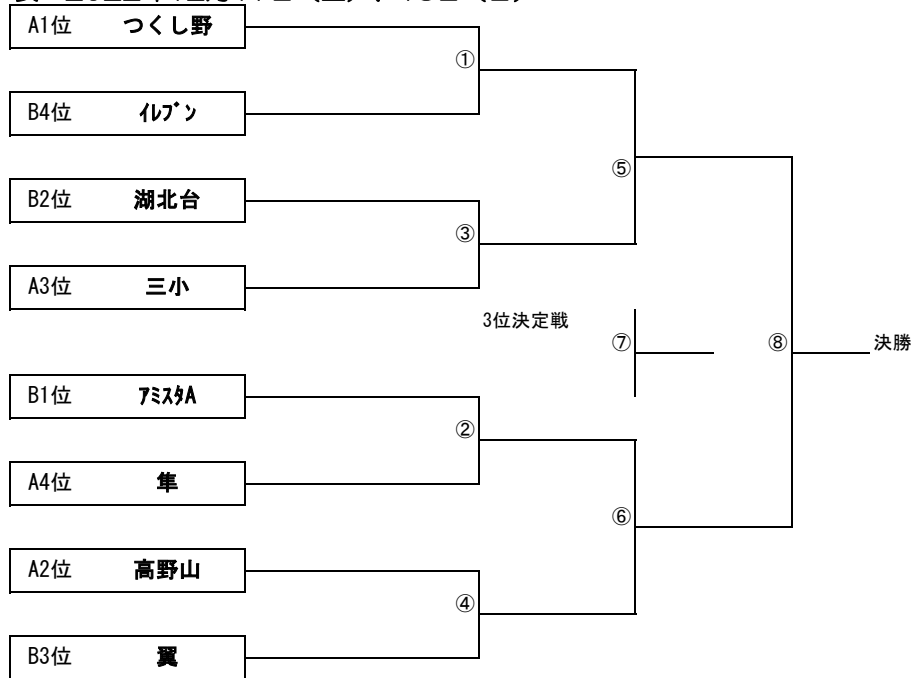 A1位 つくし野
①
B4位 ｲﾚﾌﾞﾝ
⑤
B2位 湖北台
③
A3位 三小
3位決定戦
⑦
⑧
決勝
B1位 ｱﾐｽﾀA
②
A4位 隼
⑥
A2位 高野山
④
B3位 翼